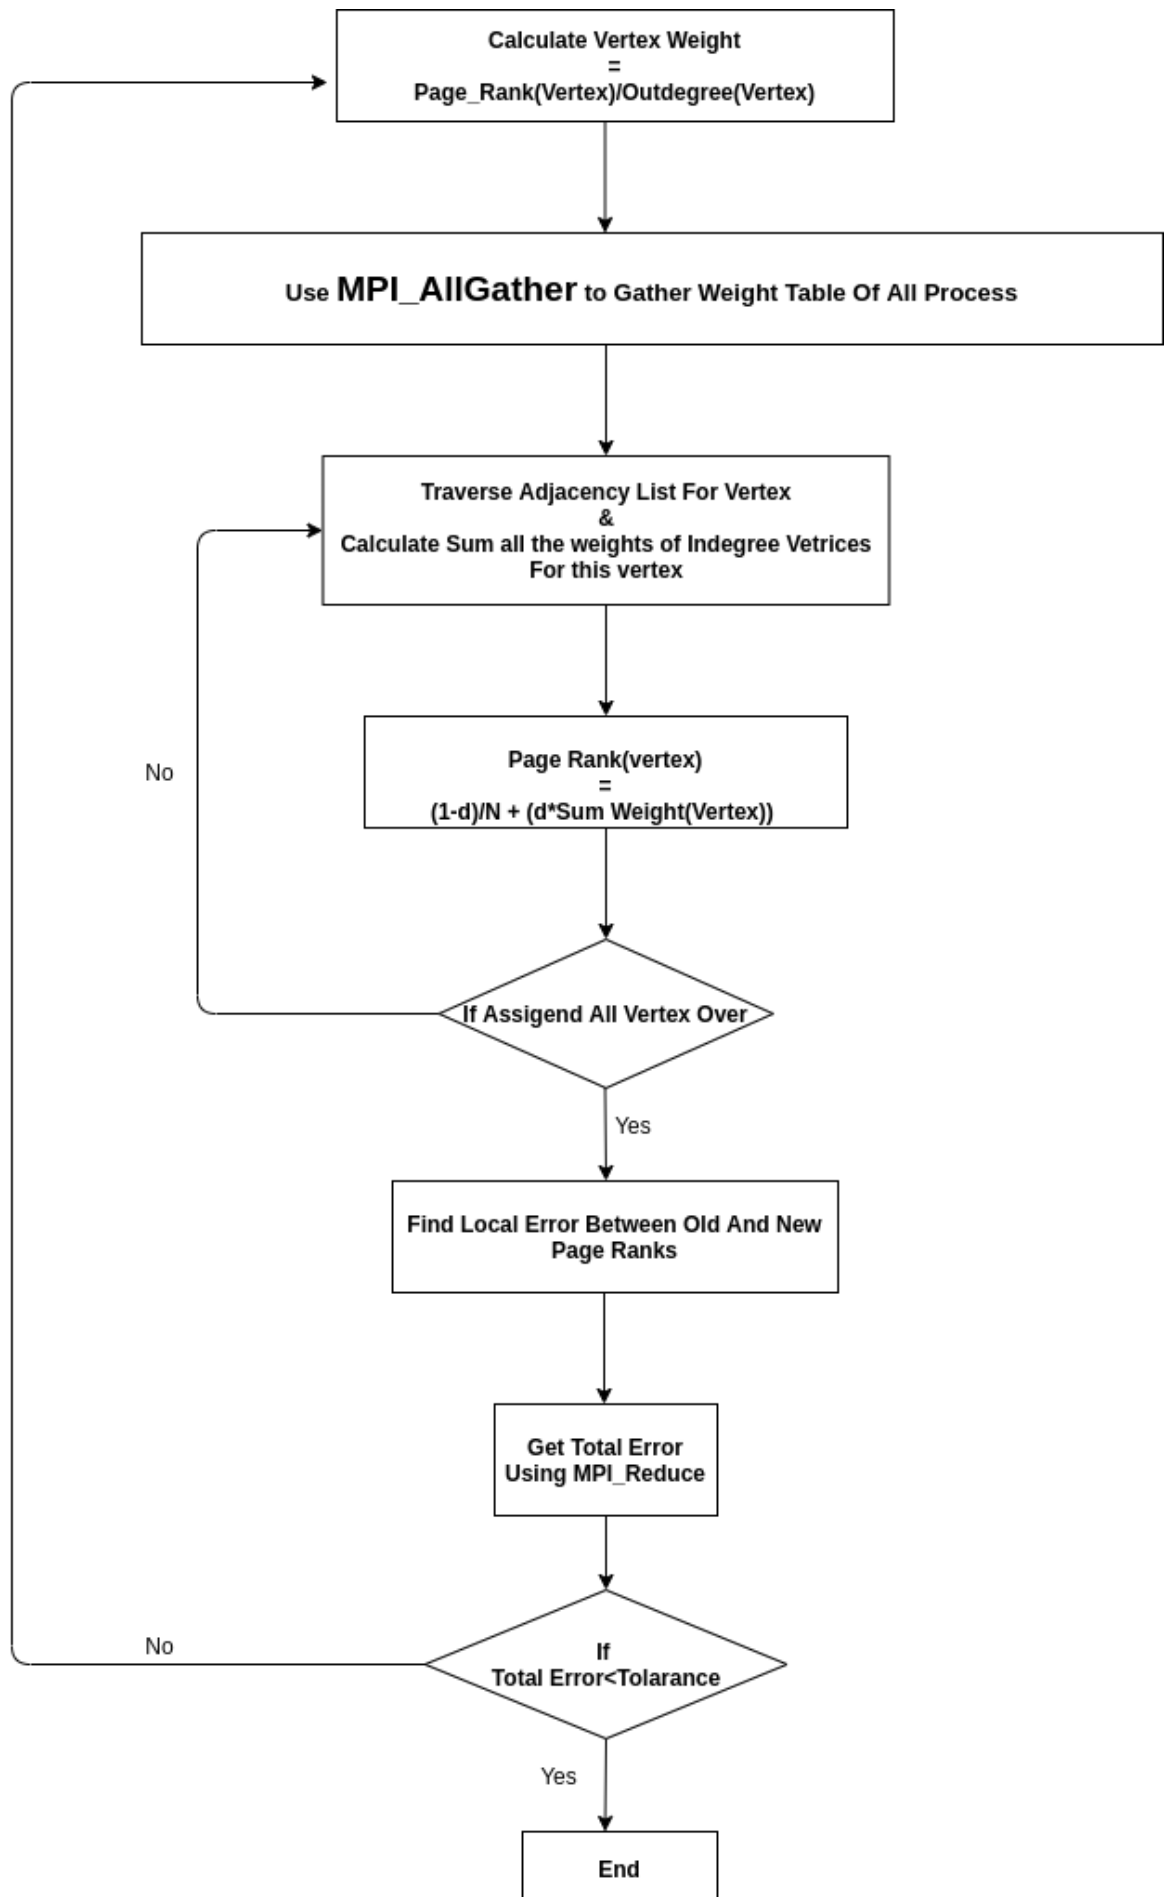 Calculate Vertex Weight
=
Page_Rank(Vertex)/Outdegree(Vertex)
Use MPI_AllGather to Gather Weight Table Of All Process
Traverse Adjacency List For Vertex
&
Calculate Sum all the weights of Indegree Vetrices
For this vertex
No
Page Rank(vertex)
=
(1-d)/N + (d*Sum Weight(Vertex))
If Assigend All Vertex Over
Yes
Find Local Error Between Old And New
Page Ranks
Get Total Error
Using MPI_Reduce
No
If
Total Error<Tolarance
Yes
End